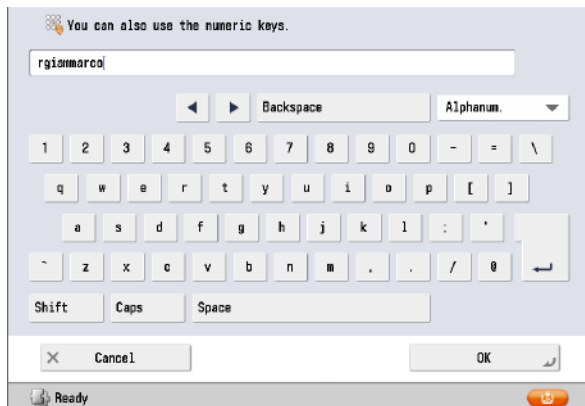 You can also use the numeric keys.
rgiammarco
◀ ▶ Backspace Alphanum.
1 2 3 4 5 6 7 8 9 0 - = \
q w e r t y u i o p [ ]
a s d f g h j k l ; '
` z x c v b n m , . / @
Shift Caps Space
Cancel OK
Ready